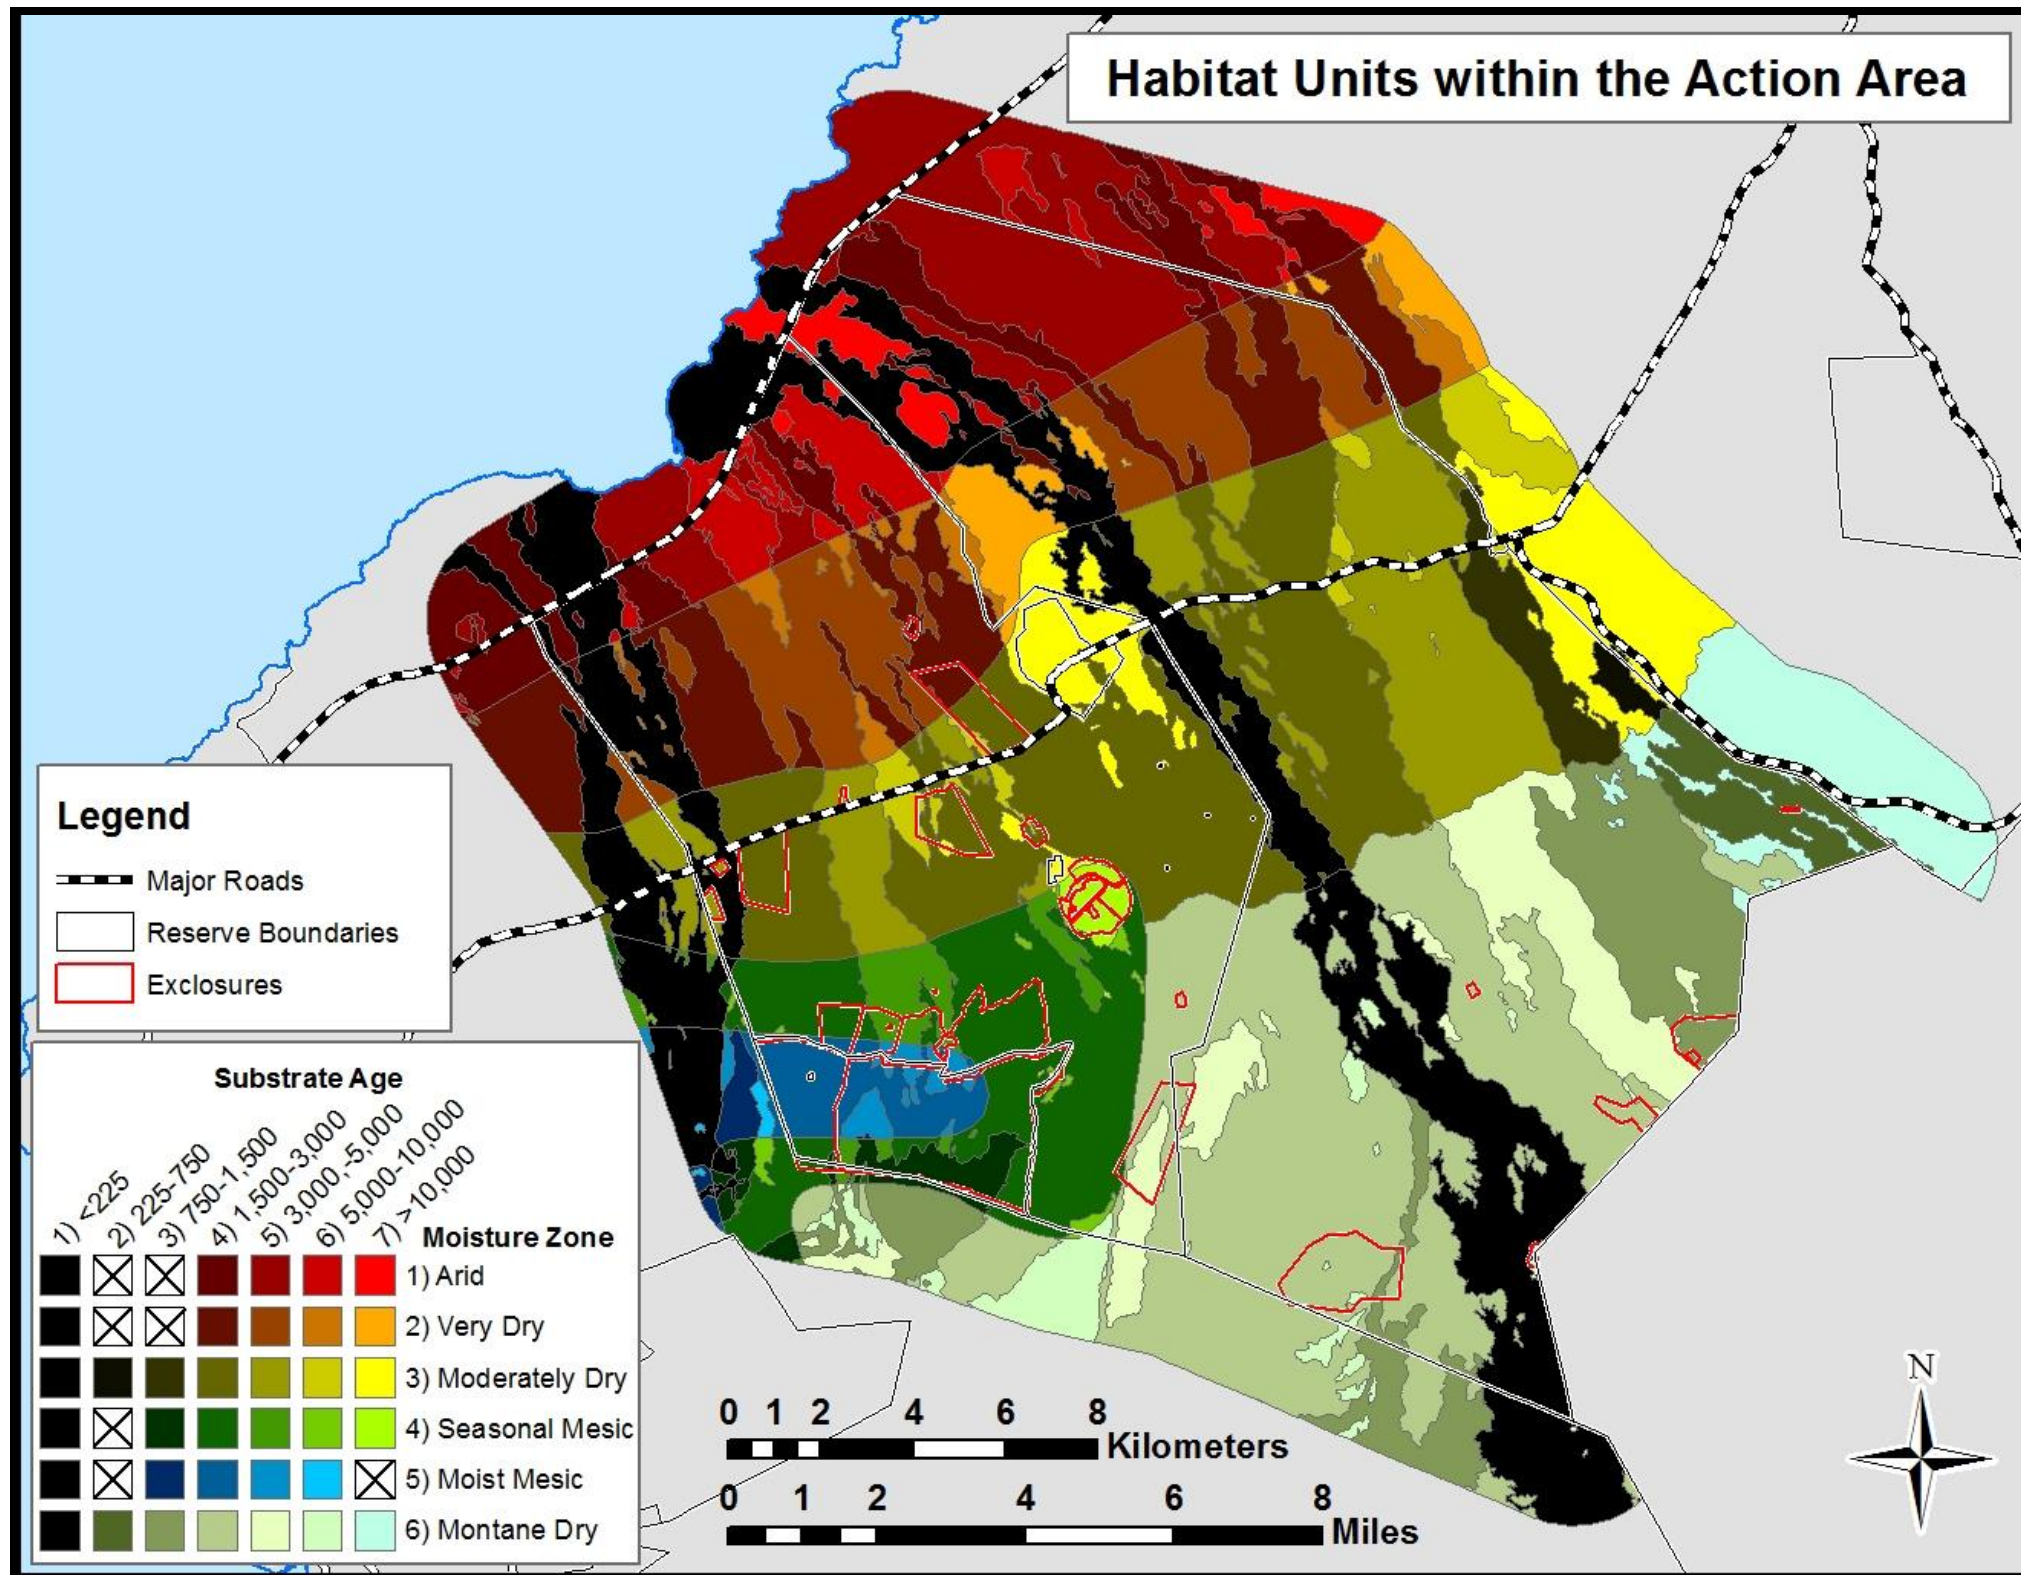 Habitat Units within the Action Area
Legend
Major Roads
Reserve Boundaries
Exclosures
Substrate Age
1) <225
2) 225-750
3) 750-1,500
4) 1,500-3,000
5) 3,000,-5,000
6) 5,000-10,000
7) >10,000
Moisture Zone
1) Arid
2) Very Dry
3) Moderately Dry
4) Seasonal Mesic
5) Moist Mesic
6) Montane Dry
0 1 2 4 6 8
Kilometers
0 1 2 4 6 8
Miles
N